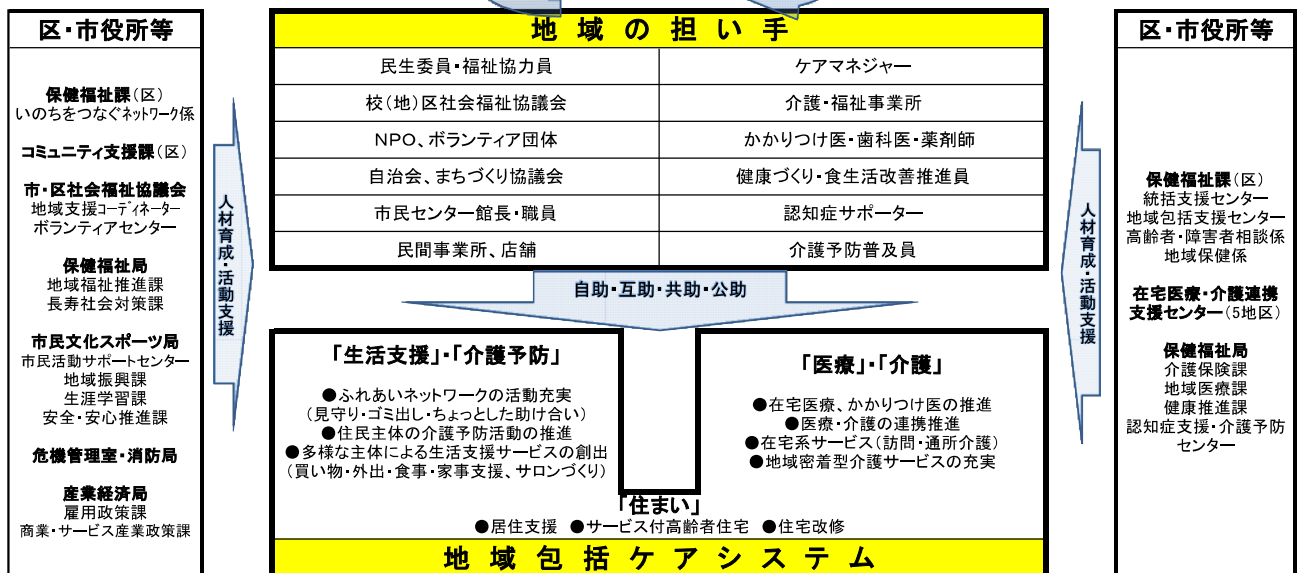 区・市役所等
保健福祉課(区)
いのちをつなぐネットワーク係
コミュニティ支援課(区)
市・区社会福祉協議会
地域支援コーディネーター
ボランティアセンター
保健福祉局
地域福祉推進課
長寿社会対策課
市民文化スポーツ局
市民活動サポートセンター
地域振興課
生涯学習課
安全・安心推進課
危機管理室・消防局
産業経済局
雇用政策課
商業・サービス産業政策課
人材育成・活動支援
地域の担い手
民生委員・福祉協力員
ケアマネジャー
校(地)区社会福祉協議会
介護・福祉事業所
NPO、ボランティア団体
かかりつけ医・歯科医・薬剤師
自治会、まちづくり協議会
健康づくり・食生活改善推進員
市民センター館長・職員
認知症サポーター
民間事業所、店舗
介護予防普及員
自助・互助・共助・公助
「生活支援」・「介護予防」
●ふれあいネットワークの活動充実
(見守り・ゴミ出し・ちょっとした助け合い)
●住民主体の介護予防活動の推進
●多様な主体による生活支援サービスの創出
(買い物・外出・食事・家事支援、サロンづくり)
「医療」・「介護」
●在宅医療、かかりつけ医の推進
●医療・介護の連携推進
●在宅系サービス(訪問・通所介護)
●地域密着型介護サービスの充実
「住まい」
●居住支援 ●サービス付高齢者住宅 ●住宅改修
地域包括ケアシステム
人材育成・活動支援
区・市役所等
保健福祉課(区)
統括支援センター
地域包括支援センター
高齢者・障害者相談係
地域保健係
在宅医療・介護連携
支援センター(5地区)
保健福祉局
介護保険課
地域医療課
健康推進課
認知症支援・介護予防
センター